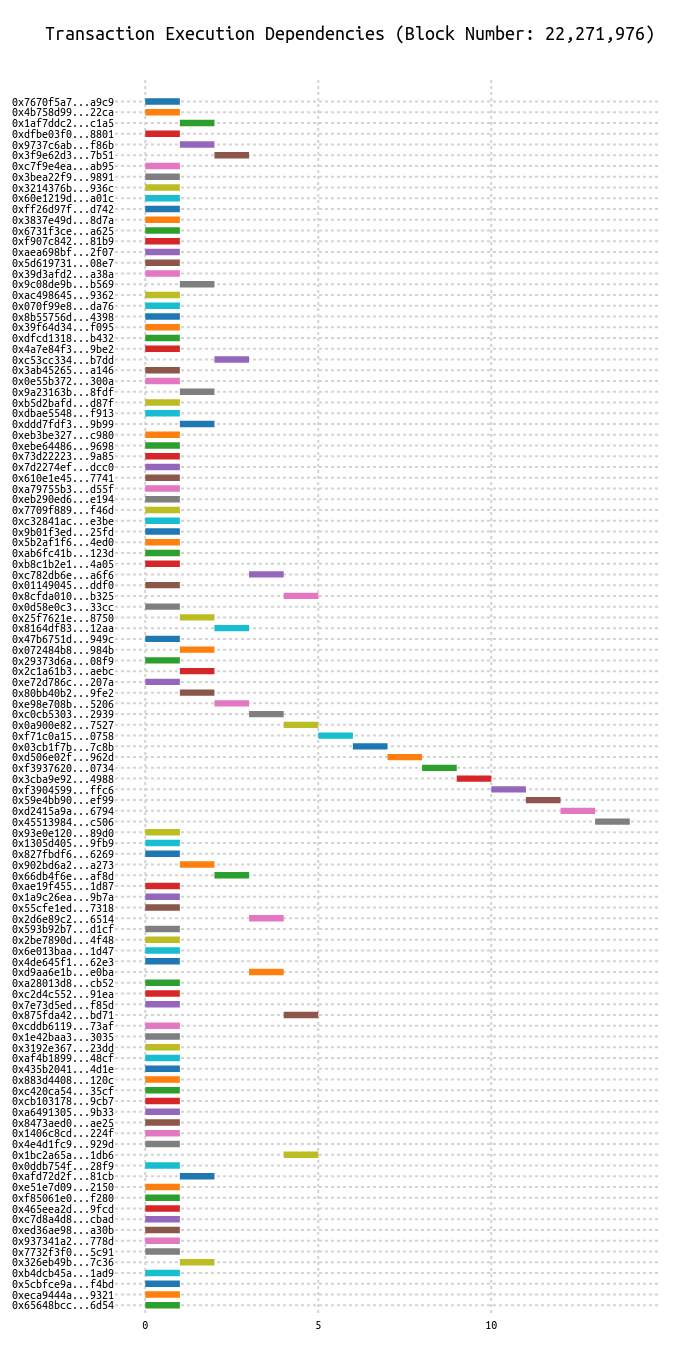 Transaction Execution Dependencies (Block Number: 22,271,976)
0x7670f5a7...a9c9
0x4b758d99...22ca
0x1af7ddc2...c1a5
0xdfbe03f0...8801
0x9737c6ab...f86b
0x3f9e62d3...7b51
0xc7f9e4ea...ab95
0x3bea22f9...9891
0x3214376b...936c
0x60e1219d...a01c
0xff26d97f...d742
0x3837e49d...8d7a
0x6731f3ce...a625
0xf907c842...81b9
0xaea698bf...2f07
0x5d619731...08e7
0x39d3afd2...a38a
0x9c08de9b...b569
0xac498645...9362
0x070f99e8...da76
0x8b55756d...4398
0x39f64d34...f095
0xdfcd1318...b432
0x4a7e84f3...9be2
0xc53cc334...b7dd
0x3ab45265...a146
0x0e55b372...300a
0x9a23163b...8fdf
0xb5d2bafd...d87f
0xdbae5548...f913
0xddd7fdf3...9b99
0xeb3be327...c980
0xebe64486...9698
0x73d22223...9a85
0x7d2274ef...dcc0
0x610e1e45...7741
0xa79755b3...d55f
0xeb290ed6...e194
0x7709f889...f46d
0xc32841ac...e3be
0x9b01f3ed...25fd
0x5b2af1f6...4ed0
0xab6fc41b...123d
0xb8c1b2e1...4a05
0xc782db6e...a6f6
0x01149045...ddf0
0x8cfda010...b325
0x0d58e0c3...33cc
0x25f7621e...8750
0x8164df83...12aa
0x47b6751d...949c
0x072484b8...984b
0x29373d6a...08f9
0x2c1a61b3...aebc
0xe72d786c...207a
0x80bb40b2...9fe2
0xe98e708b...5206
0xc0cb5303...2939
0x0a900e82...7527
0xf71c0a15...0758
0x03cb1f7b...7c8b
0xd506e02f...962d
0xf3937620...0734
0x3cba9e92...4988
0xf3904599...ffc6
0x59e4bb90...ef99
0xd2415a9a...6794
0x45513984...c506
0x93e0e120...89d0
0x1305d405...9fb9
0x827fbdf6...6269
0x902bd6a2...a273
0x66db4f6e...af8d
0xae19f455...1d87
0x1a9c26ea...9b7a
0x55cfe1ed...7318
0x2d6e89c2...6514
0x593b92b7...d1cf
0x2be7890d...4f48
0x6e013baa...1d47
0x4de645f1...62e3
0xd9aa6e1b...e0ba
0xa28013d8...cb52
0xc2d4c552...91ea
0x7e73d5ed...f85d
0x875fda42...bd71
0xcddb6119...73af
0x1e42baa3...3035
0x3192e367...23dd
0xaf4b1899...48cf
0x435b2041...4d1e
0x883d4408...120c
0xc420ca54...35cf
0xcb103178...9cb7
0xa6491305...9b33
0x8473aed0...ae25
0x1406c8cd...224f
0x4e4d1fc9...929d
0x1bc2a65a...1db6
0x0ddb754f...28f9
0xafd72d2f...81cb
0xe51e7d09...2150
0xf85061e0...f280
0x465eea2d...9fcd
0xc7d8a4d8...cbad
0xed36ae98...a30b
0x937341a2...778d
0x7732f3f0...5c91
0x326eb49b...7c36
0xb4dcb45a...1ad9
0x5cbfce9a...f4bd
0xeca9444a...9321
0x65648bcc...6d54
0 5 10